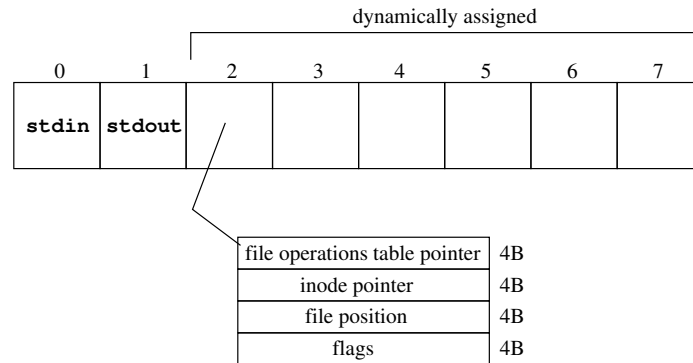 dynamically assigned
0 1 2 3 4 5 6 7
stdin stdout
file operations table pointer 4B
inode pointer 4B
file position 4B
flags 4B